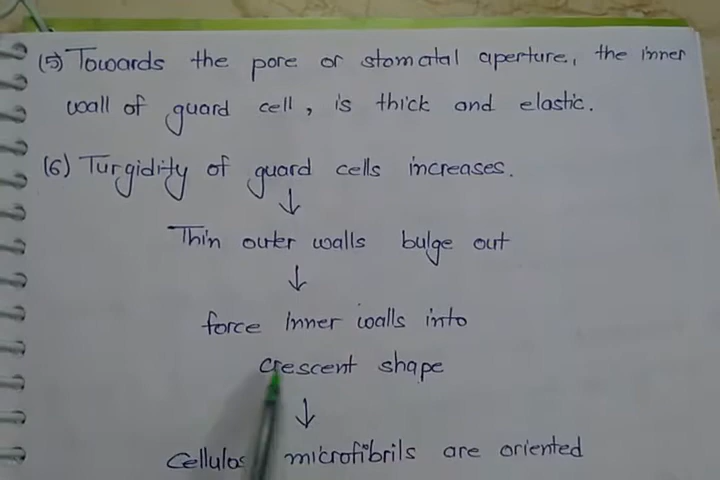 (5) Towards the pore or stomatal aperture, the inner
wall of guard cell, is thick and elastic.
(6) Turgidity of guard cells increases.
↓
Thin outer walls bulge out
↓
force inner walls into
crescent shape
↓
microfibrils are oriented